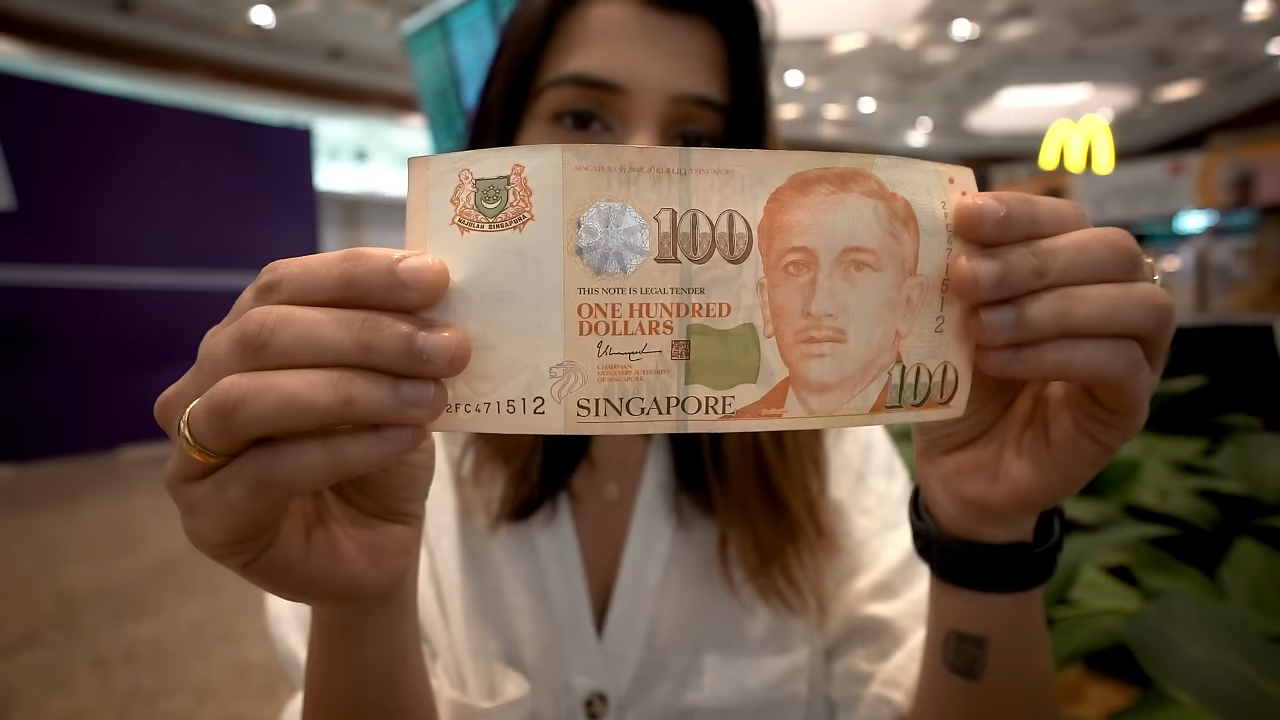 MAJULAH SINGAPURA
100
THIS NOTE IS LEGAL TENDER
ONE HUNDRED
DOLLARS
CHAIRMAN
MONETARY AUTHORITY
OF SINGAPORE
2FC471512
SINGAPORE
100